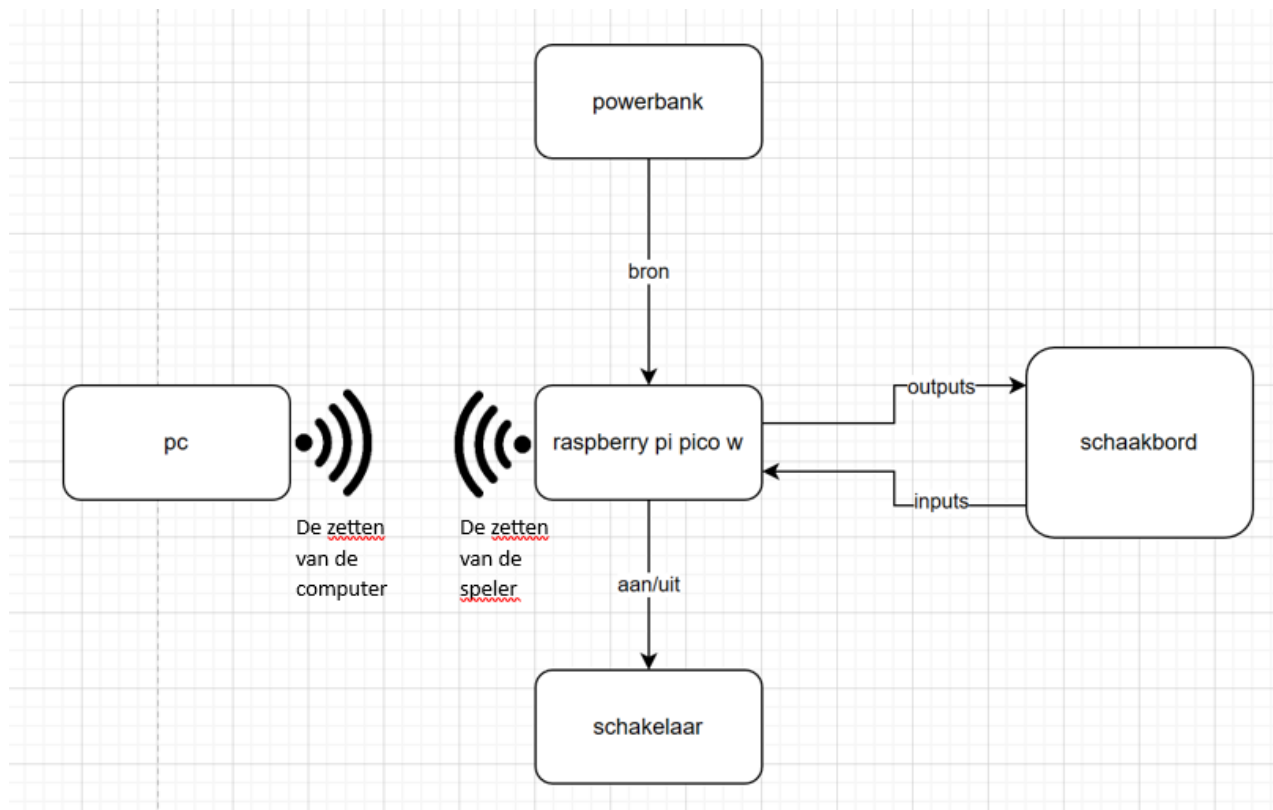 powerbank
bron
pc
raspberry pi pico w
outputs
inputs
schaakbord
De zetten
van de
computer
De zetten
van de
speler
aan/uit
schakelaar